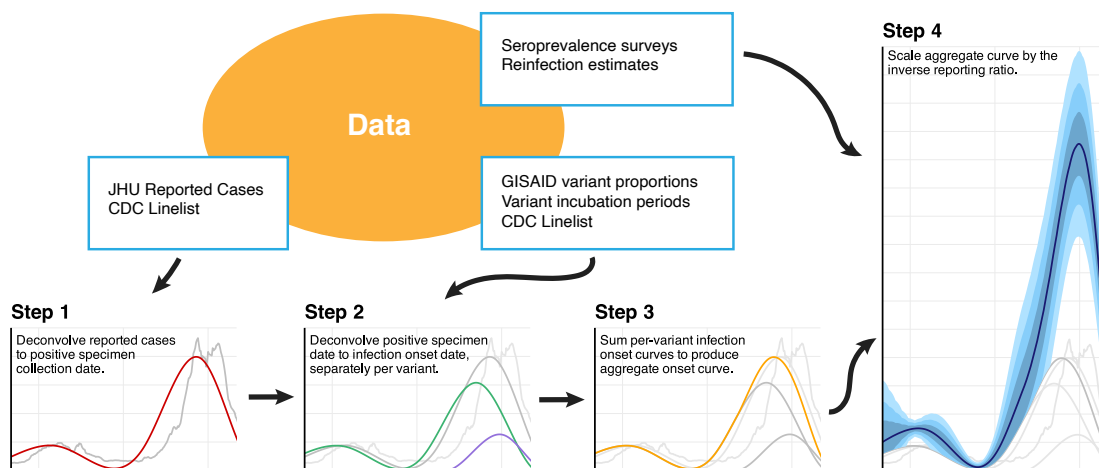 Data
Seroprevalence surveys
Reinfection estimates
JHU Reported Cases
CDC Linelist
GISAID variant proportions
Variant incubation periods
CDC Linelist
Step 1
Deconvolve reported cases
to positive specimen
collection date.
Step 2
Deconvolve positive specimen
date to infection onset date,
separately per variant.
Step 3
Sum per-variant infection
onset curves to produce
aggregate onset curve.
Step 4
Scale aggregate curve by the
inverse reporting ratio.